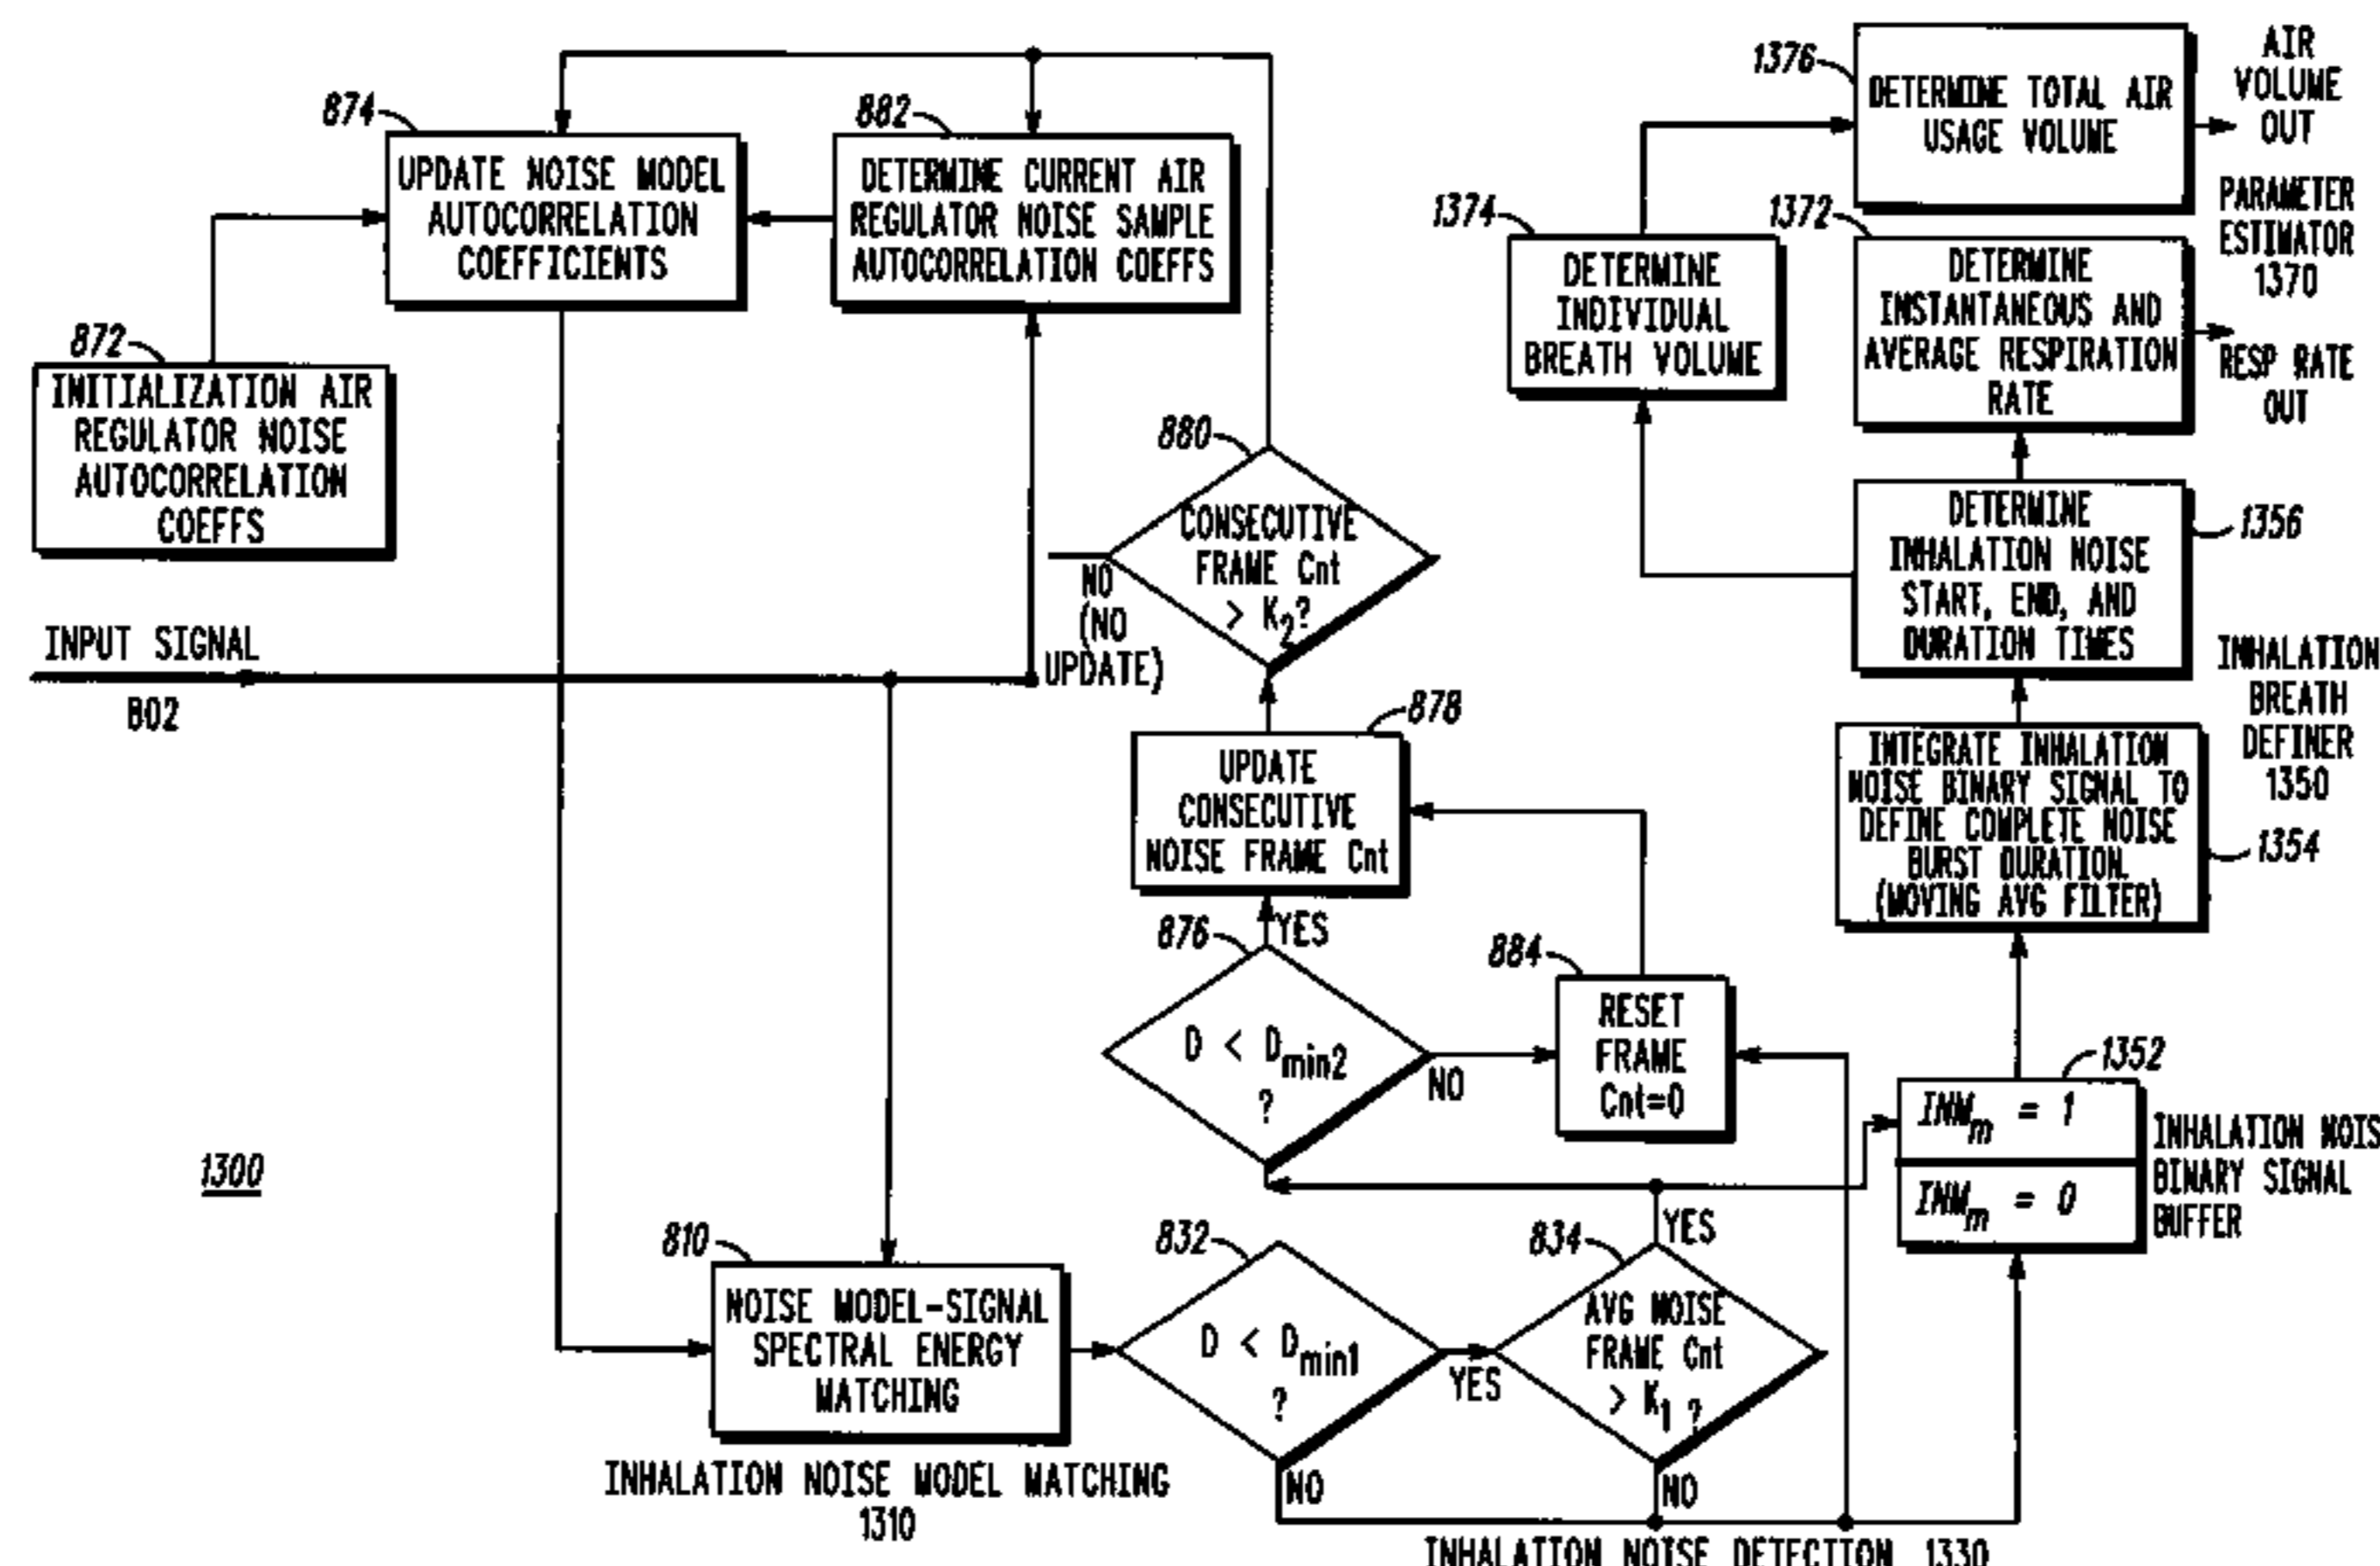 1376
DETERMINE TOTAL AIR
USAGE VOLUME
AIR
VOLUME
OUT
874
UPDATE NOISE MODEL
AUTOCORRELATION
COEFFICIENTS
882
DETERMINE CURRENT AIR
REGULATOR NOISE SAMPLE
AUTOCORRELATION COEFFS
1374
DETERMINE
INDIVIDUAL
BREATH VOLUME
1372
DETERMINE
INSTANTANEOUS AND
AVERAGE RESPIRATION
RATE
PARAMETER
ESTIMATOR
1370
RESP RATE
OUT
872
INITIALIZATION AIR
REGULATOR NOISE
AUTOCORRELATION
COEFFS
880
CONSECUTIVE
FRAME Cnt
> K2?
NO
(NO
UPDATE)
DETERMINE
INHALATION NOISE
START, END, AND
DURATION TIMES
1356
INPUT SIGNAL
802
878
UPDATE
CONSECUTIVE
NOISE FRAME Cnt
INHALATION
BREATH
DEFINER
1350
INTEGRATE INHALATION
NOISE BINARY SIGNAL TO
DEFINE COMPLETE NOISE
BURST DURATION.
(MOVING AVG FILTER)
1354
YES
876
D < Dmin2
?
NO
884
RESET
FRAME
Cnt=0
1352
INMm = 1
INMm = 0
INHALATION NOIS
BINARY SIGNAL
BUFFER
1300
810
NOISE MODEL-SIGNAL
SPECTRAL ENERGY
MATCHING
832
D < Dmin1
?
YES
NO
834
AVG NOISE
FRAME Cnt
> K1 ?
YES
NO
INHALATION NOISE MODEL MATCHING
1310
INHALATION NOISE DETECTION 1330